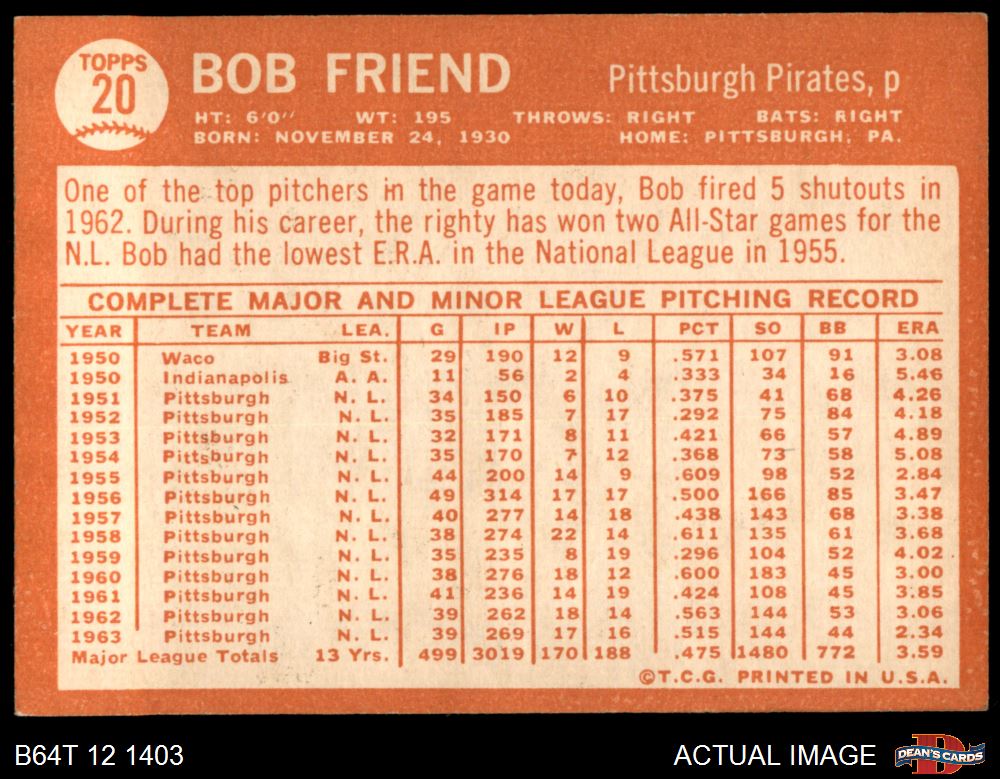 TOPPS
20
BOB FRIEND
Pittsburgh Pirates, p
HT: 6'0" WT: 195 THROWS: RIGHT BATS: RIGHT
BORN: NOVEMBER 24, 1930 HOME: PITTSBURGH, PA.
One of the top pitchers in the game today, Bob fired 5 shutouts in
1962. During his career, the righty has won two All-Star games for the
N.L. Bob had the lowest E.R.A. in the National League in 1955.
COMPLETE MAJOR AND MINOR LEAGUE PITCHING RECORD
YEAR TEAM LEA. G IP W L PCT SO BB ERA
1950 Waco Big St. 29 190 12 9 .571 107 91 3.08
1950 Indianapolis A. A. 11 56 2 4 .333 34 16 5.46
1951 Pittsburgh N. L. 34 150 6 10 .375 41 68 4.26
1952 Pittsburgh N. L. 35 185 7 17 .292 75 84 4.18
1953 Pittsburgh N. L. 32 171 8 11 .421 66 57 4.89
1954 Pittsburgh N. L. 35 170 7 12 .368 73 58 5.08
1955 Pittsburgh N. L. 44 200 14 9 .609 98 52 2.84
1956 Pittsburgh N. L. 49 314 17 17 .500 166 85 3.47
1957 Pittsburgh N. L. 40 277 14 18 .438 143 68 3.38
1958 Pittsburgh N. L. 38 274 22 14 .611 135 61 3.68
1959 Pittsburgh N. L. 35 235 8 19 .296 104 52 4.02
1960 Pittsburgh N. L. 38 276 18 12 .600 183 45 3.00
1961 Pittsburgh N. L. 41 236 14 19 .424 108 45 3.85
1962 Pittsburgh N. L. 39 262 18 14 .563 144 53 3.06
1963 Pittsburgh N. L. 39 269 17 16 .515 144 44 2.34
Major League Totals 13 Yrs. 499 3019 170 188 .475 1480 772 3.59
©T.C.G. PRINTED IN U.S.A.
B64T 12 1403 ACTUAL IMAGE
DEAN'S CARDS